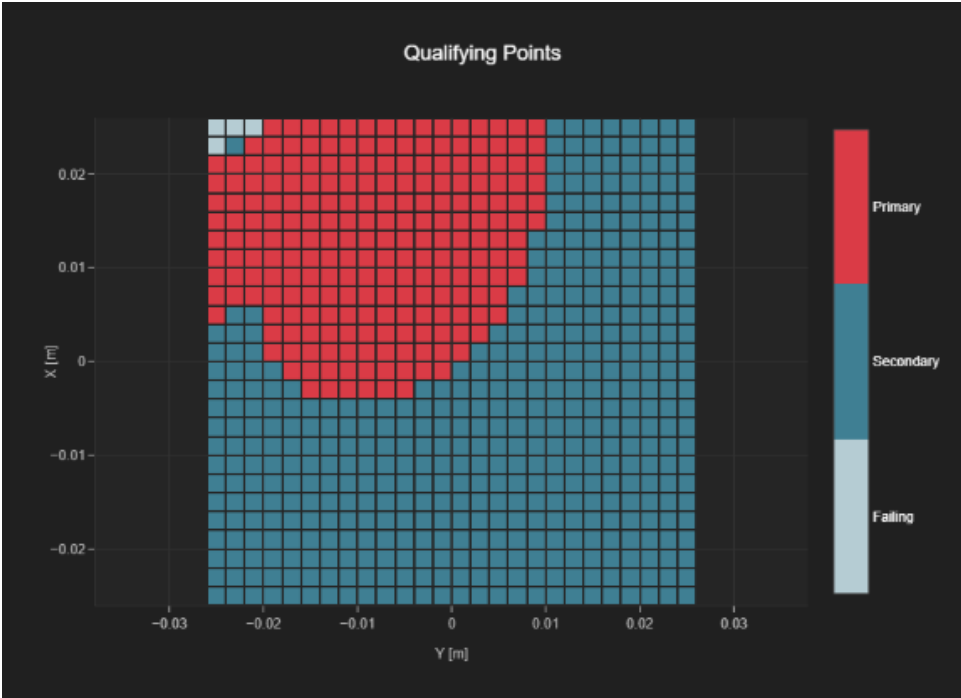 Qualifying Points
0.02
0.01
0
−0.01
−0.02
X [m]
−0.03
−0.02
−0.01
0
0.01
0.02
0.03
Y [m]
Primary
Secondary
Failing